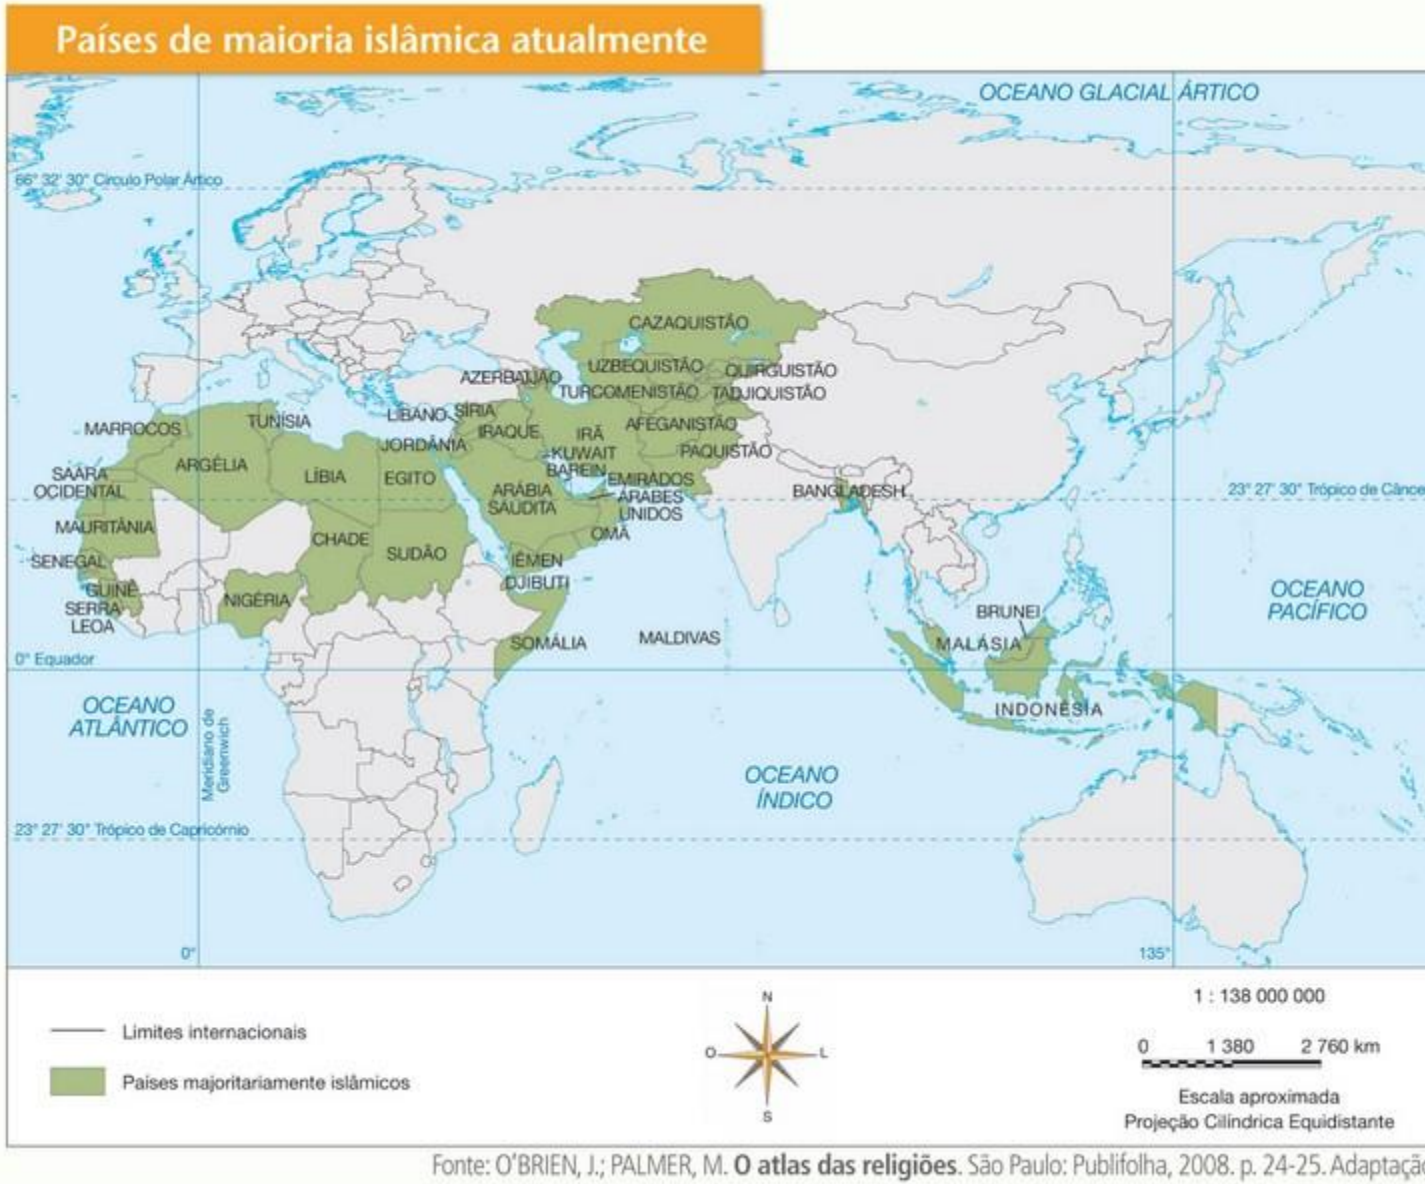 Países de maioria islâmica atualmente
OCEANO GLACIAL ÁRTICO
66° 32' 30" Círculo Polar Ártico
CAZAQUISTÃO
UZBEQUISTÃO
QUIRGUISTÃO
AZERBAIJÃO
TURCOMENISTÃO
TADJIQUISTÃO
LÍBANO
SÍRIA
TUNÍSIA
MARROCOS
JORDÂNIA
IRAQUE
IRÃ
AFEGANISTÃO
KUWAIT
PAQUISTÃO
BAREIN
ARGÉLIA
LÍBIA
EGITO
SAARA
OCIDENTAL
ARÁBIA
SAUDITA
EMIRADOS
ÁRABES
UNIDOS
BANGLADESH
23° 27' 30" Trópico de Cânce
MAURITÂNIA
CHADE
SUDÃO
OMÃ
IÊMEN
SENEGAL
DJIBUTI
GUINÉ
NIGÉRIA
SERRA
LEOA
SOMÁLIA
MALDIVAS
BRUNEI
MALÁSIA
OCEANO
PACÍFICO
0° Equador
OCEANO
ATLÂNTICO
Meridiano de
Greenwich
INDONÉSIA
OCEANO
ÍNDICO
23° 27' 30" Trópico de Capricórnio
0°
135°
Limites internacionais
Países majoritariamente islâmicos
N
O
L
S
1 : 138 000 000
0 1 380 2 760 km
Escala aproximada
Projeção Cilíndrica Equidistante
Fonte: O'BRIEN, J.; PALMER, M. O atlas das religiões. São Paulo: Publifolha, 2008. p. 24-25. Adaptação